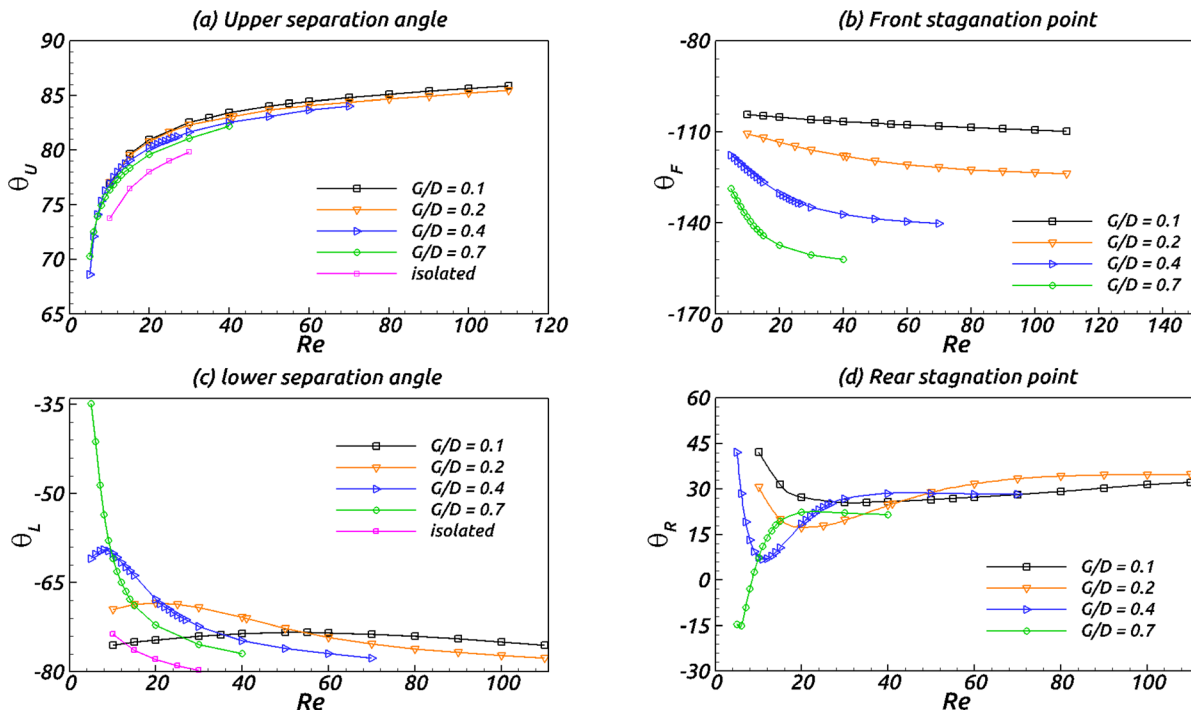 (a) Upper separation angle
90
85
80
75
70
65
θU
G/D = 0.1
G/D = 0.2
G/D = 0.4
G/D = 0.7
isolated
0 20 40 60 80 100 120
Re
(b) Front staganation point
-80
-110
-140
-170
θF
G/D = 0.1
G/D = 0.2
G/D = 0.4
G/D = 0.7
0 20 40 60 80 100 120 140
Re
(c) lower separation angle
-35
-50
-65
-80
θL
G/D = 0.1
G/D = 0.2
G/D = 0.4
G/D = 0.7
isolated
0 20 40 60 80 100
Re
(d) Rear stagnation point
60
45
30
15
0
-15
-30
θR
G/D = 0.1
G/D = 0.2
G/D = 0.4
G/D = 0.7
0 20 40 60 80 100
Re